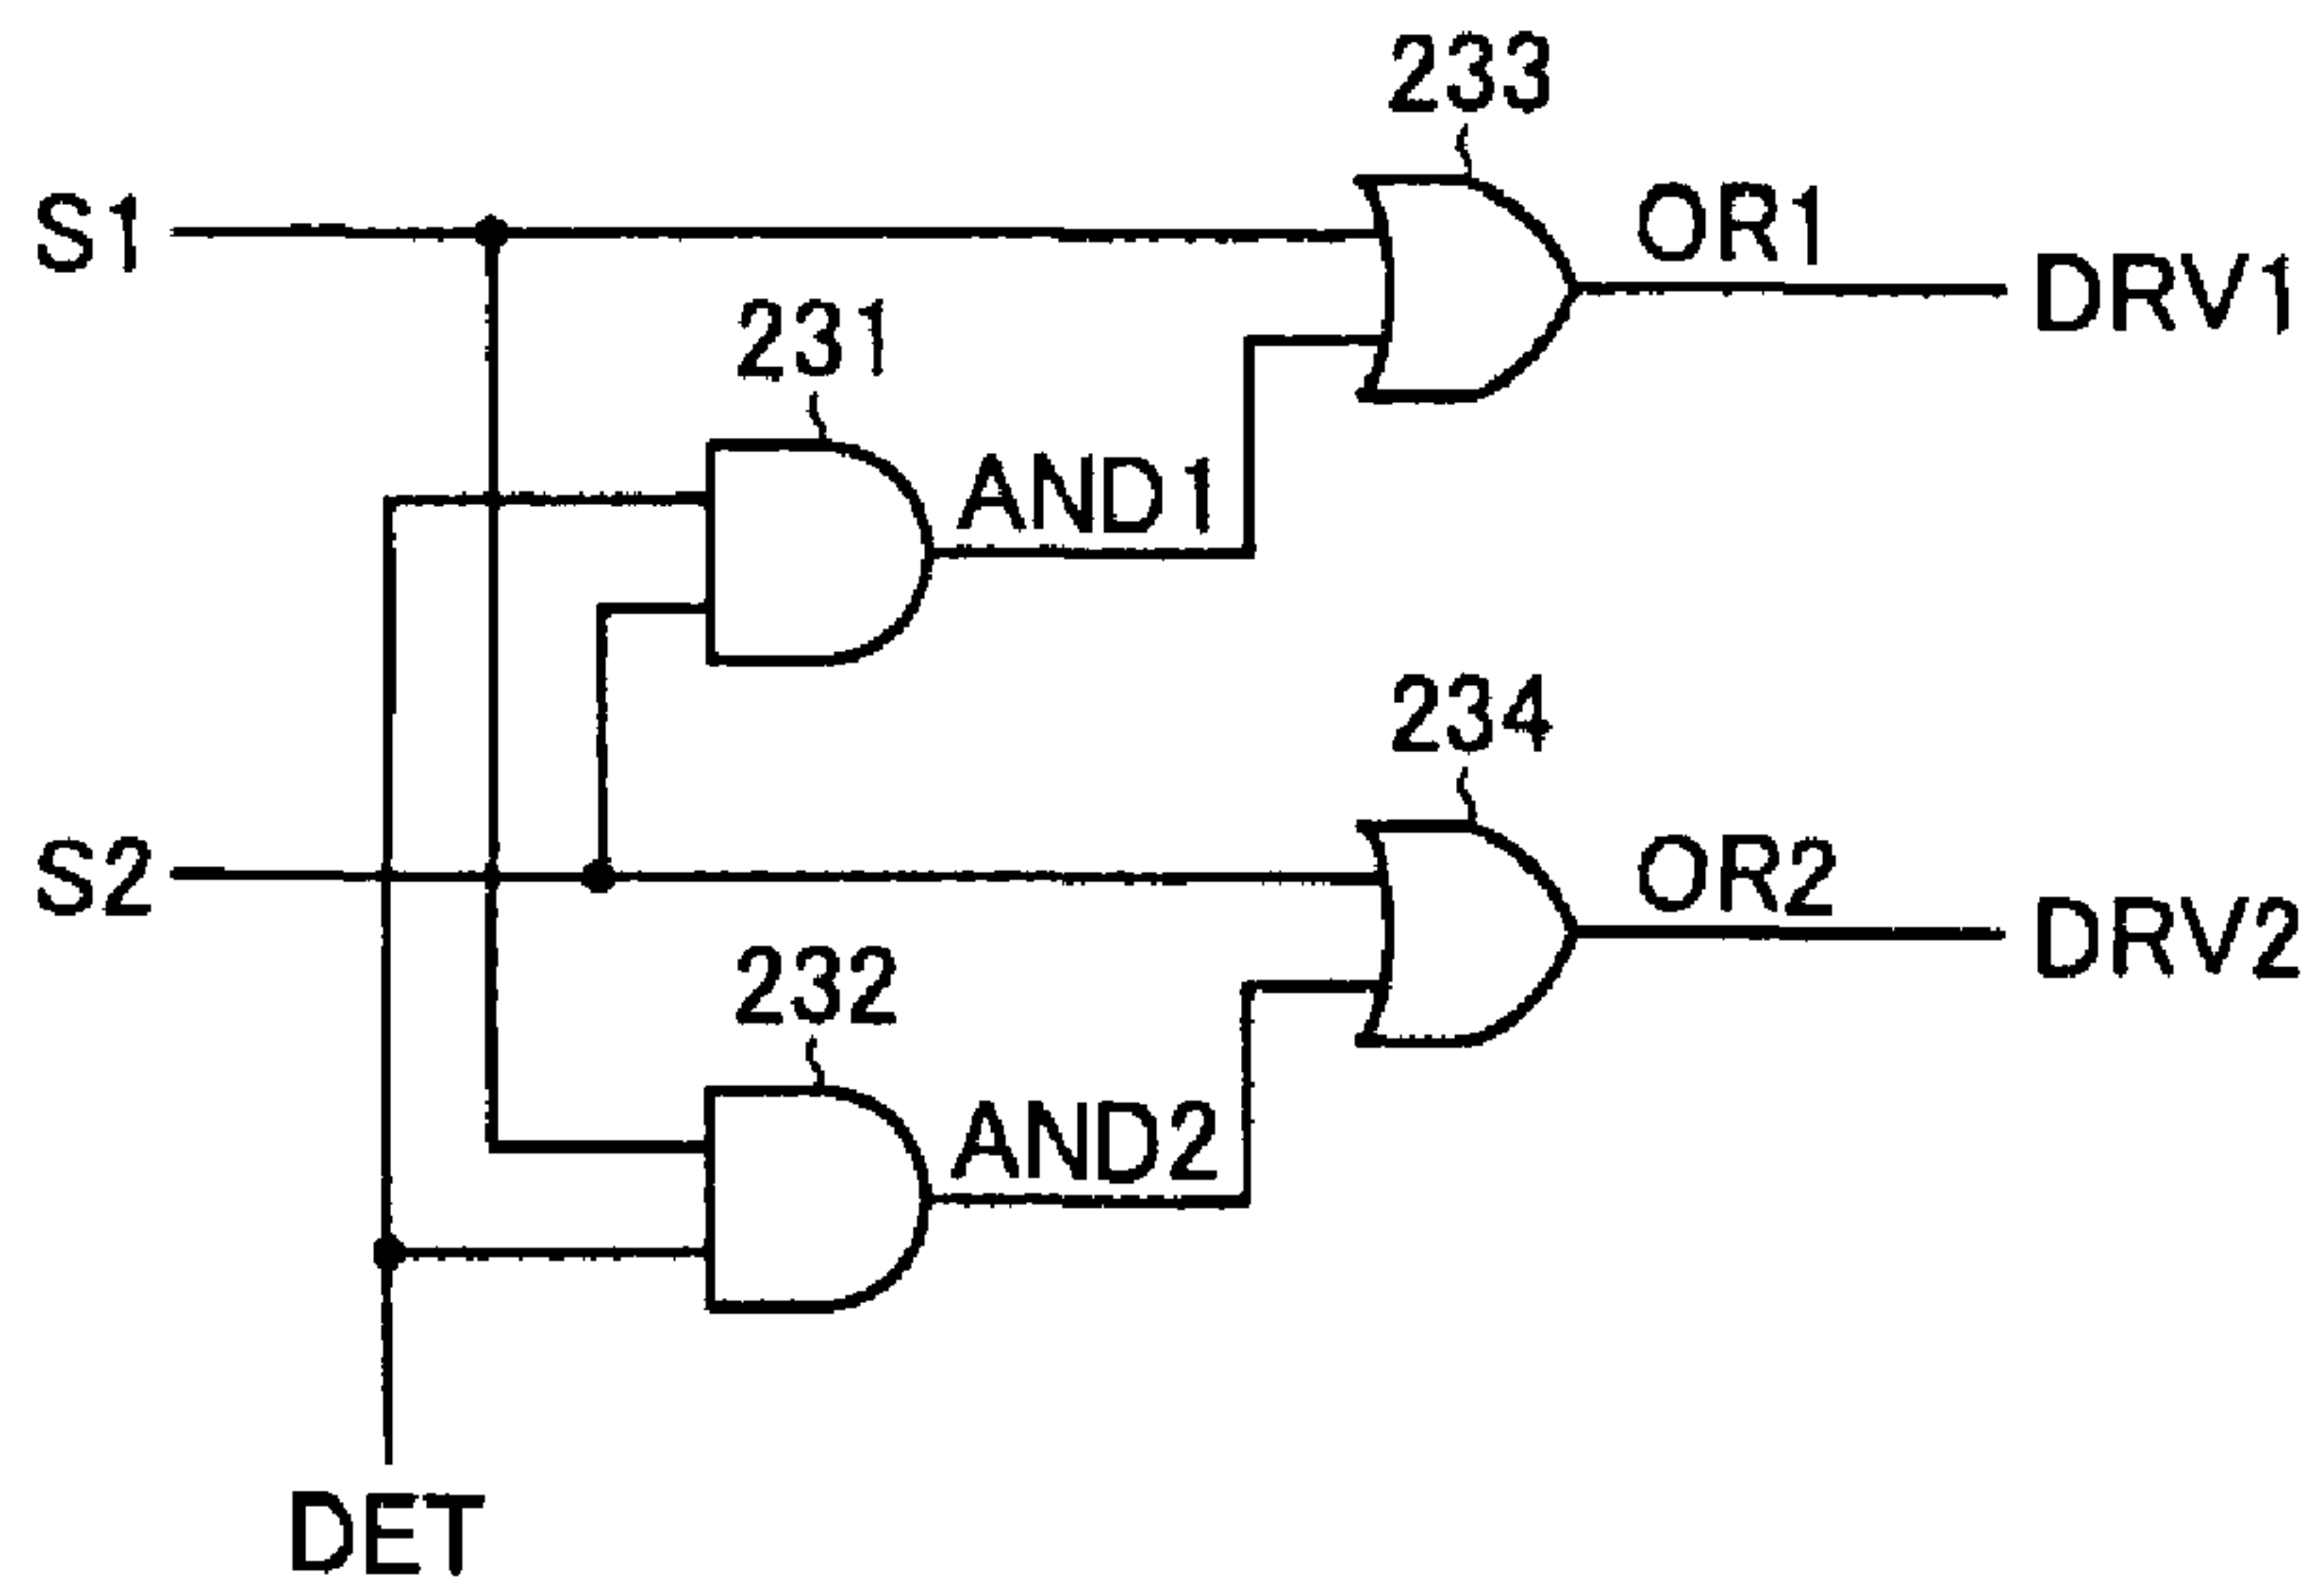 233
S1
OR1
DRV1
231
AND1
234
S2
OR2
DRV2
232
AND2
DET